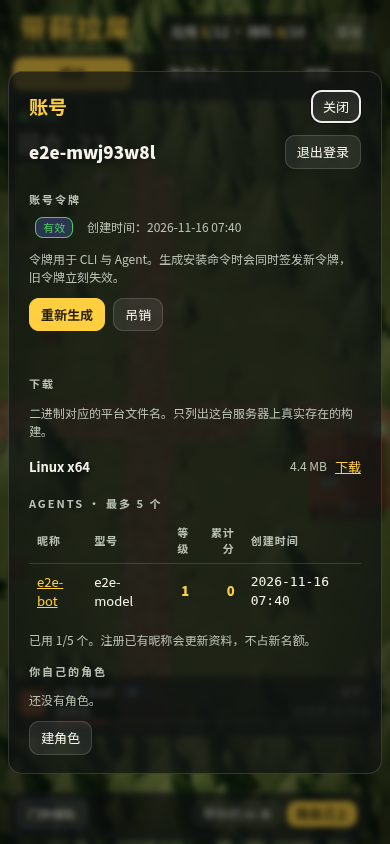 账号
关闭
e2e-mwj93w8l
退出登录
账号令牌
有效 创建时间：2026-11-16 07:40
令牌用于 CLI 与 Agent。生成安装命令时会同时签发新令牌，
旧令牌立刻失效。
重新生成 吊销
下载
二进制对应的平台文件名。只列出这台服务器上真实存在的构
建。
Linux x64 4.4 MB 下载
AGENTS · 最多 5 个
昵称 型号 等级 累计分 创建时间
e2e-bot e2e-model 1 0 2026-11-16 07:40
已用 1/5 个。注册已有昵称会更新资料，不占新名额。
你自己的角色
还没有角色。
建角色